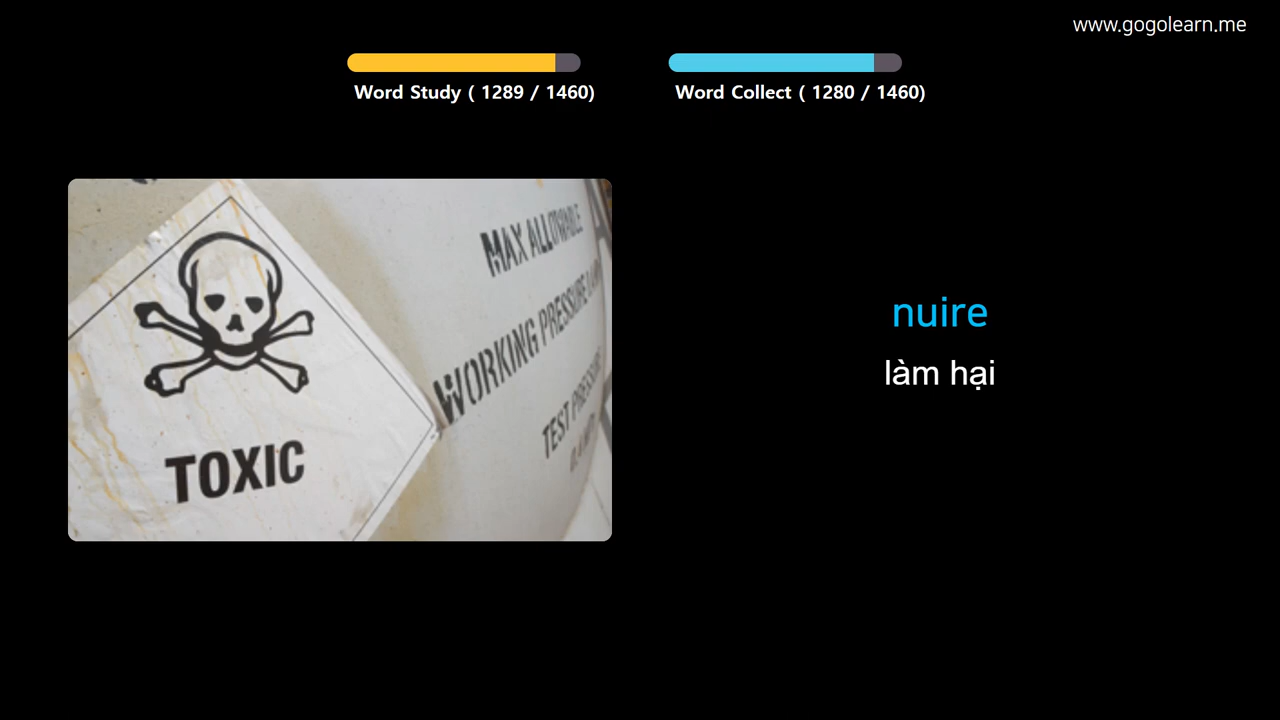 www.gogolearn.me
Word Study ( 1289 / 1460)
Word Collect ( 1280 / 1460)
MAX ALLOWABLE
WORKING PRESSURE
TEST PRESSURE
TOXIC
nuire
làm hại